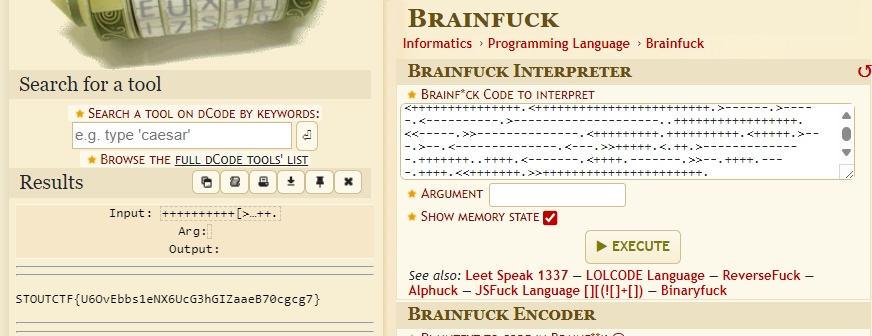 Search for a tool
★ SEARCH A TOOL ON DCODE BY KEYWORDS:
e.g. type 'caesar'
★ BROWSE THE FULL DCODE TOOLS' LIST
Results
Input: ++++++++++[>…++.
Arg:
Output:
STOUTCTF{U6OvEbbs1eNX6UcG3hGIZaaeB70cgcg7}
BRAINFUCK
Informatics › Programming Language › Brainfuck
BRAINFUCK INTERPRETER
★ BRAINF*CK CODE TO INTERPRET
★ ARGUMENT
★ SHOW MEMORY STATE
▶ EXECUTE
See also: Leet Speak 1337 — LOLCODE Language — ReverseFuck —
Alphuck — JSFuck Language [][(![]+[]) — Binaryfuck
BRAINFUCK ENCODER